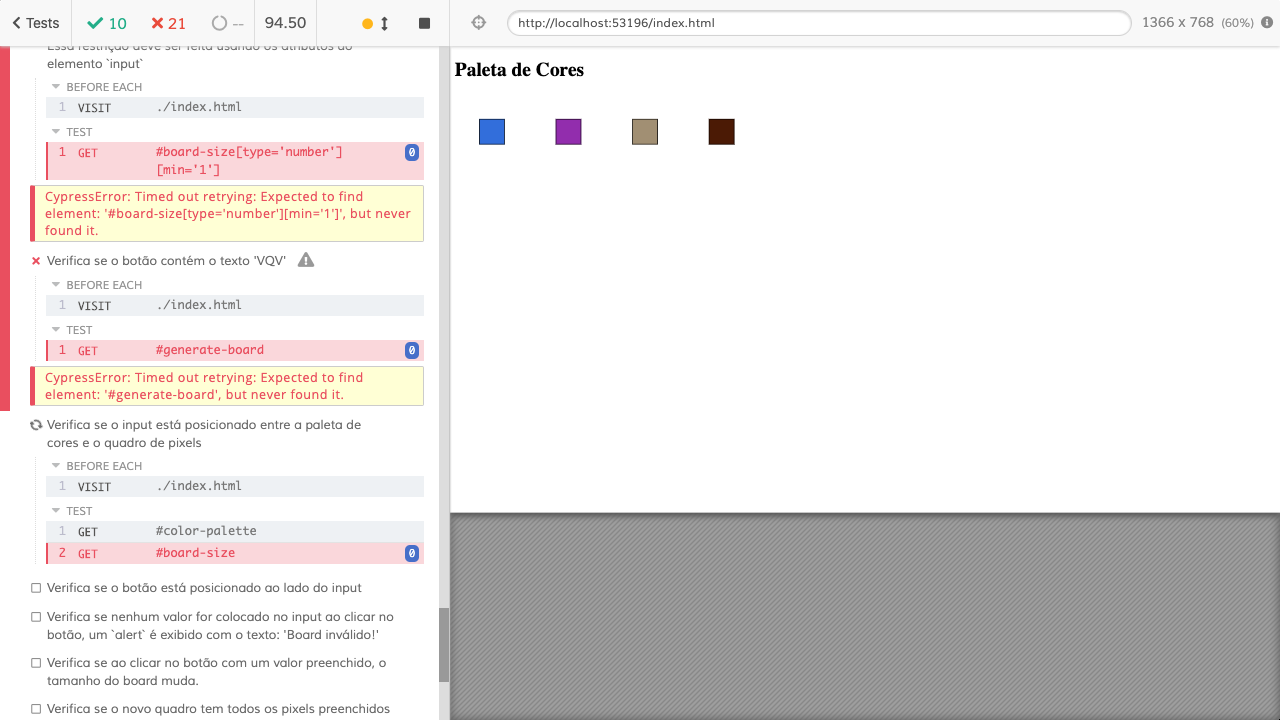 Tests 10 21 -- 94.50 http://localhost:53196/index.html 1366 x 768 (60%)
Essa restrição deve ser feita usando os atributos do
elemento `input`
BEFORE EACH
1 VISIT ./index.html
TEST
1 GET #board-size[type='number']
[min='1'] 0
CypressError: Timed out retrying: Expected to find
element: '#board-size[type='number'][min='1']', but never
found it.
Verifica se o botão contém o texto 'VQV'
BEFORE EACH
1 VISIT ./index.html
TEST
1 GET #generate-board 0
CypressError: Timed out retrying: Expected to find
element: '#generate-board', but never found it.
Verifica se o input está posicionado entre a paleta de
cores e o quadro de pixels
BEFORE EACH
1 VISIT ./index.html
TEST
1 GET #color-palette
2 GET #board-size 0
Verifica se o botão está posicionado ao lado do input
Verifica se nenhum valor for colocado no input ao clicar no
botão, um `alert` é exibido com o texto: 'Board inválido!'
Verifica se ao clicar no botão com um valor preenchido, o
tamanho do board muda.
Verifica se o novo quadro tem todos os pixels preenchidos
Paleta de Cores